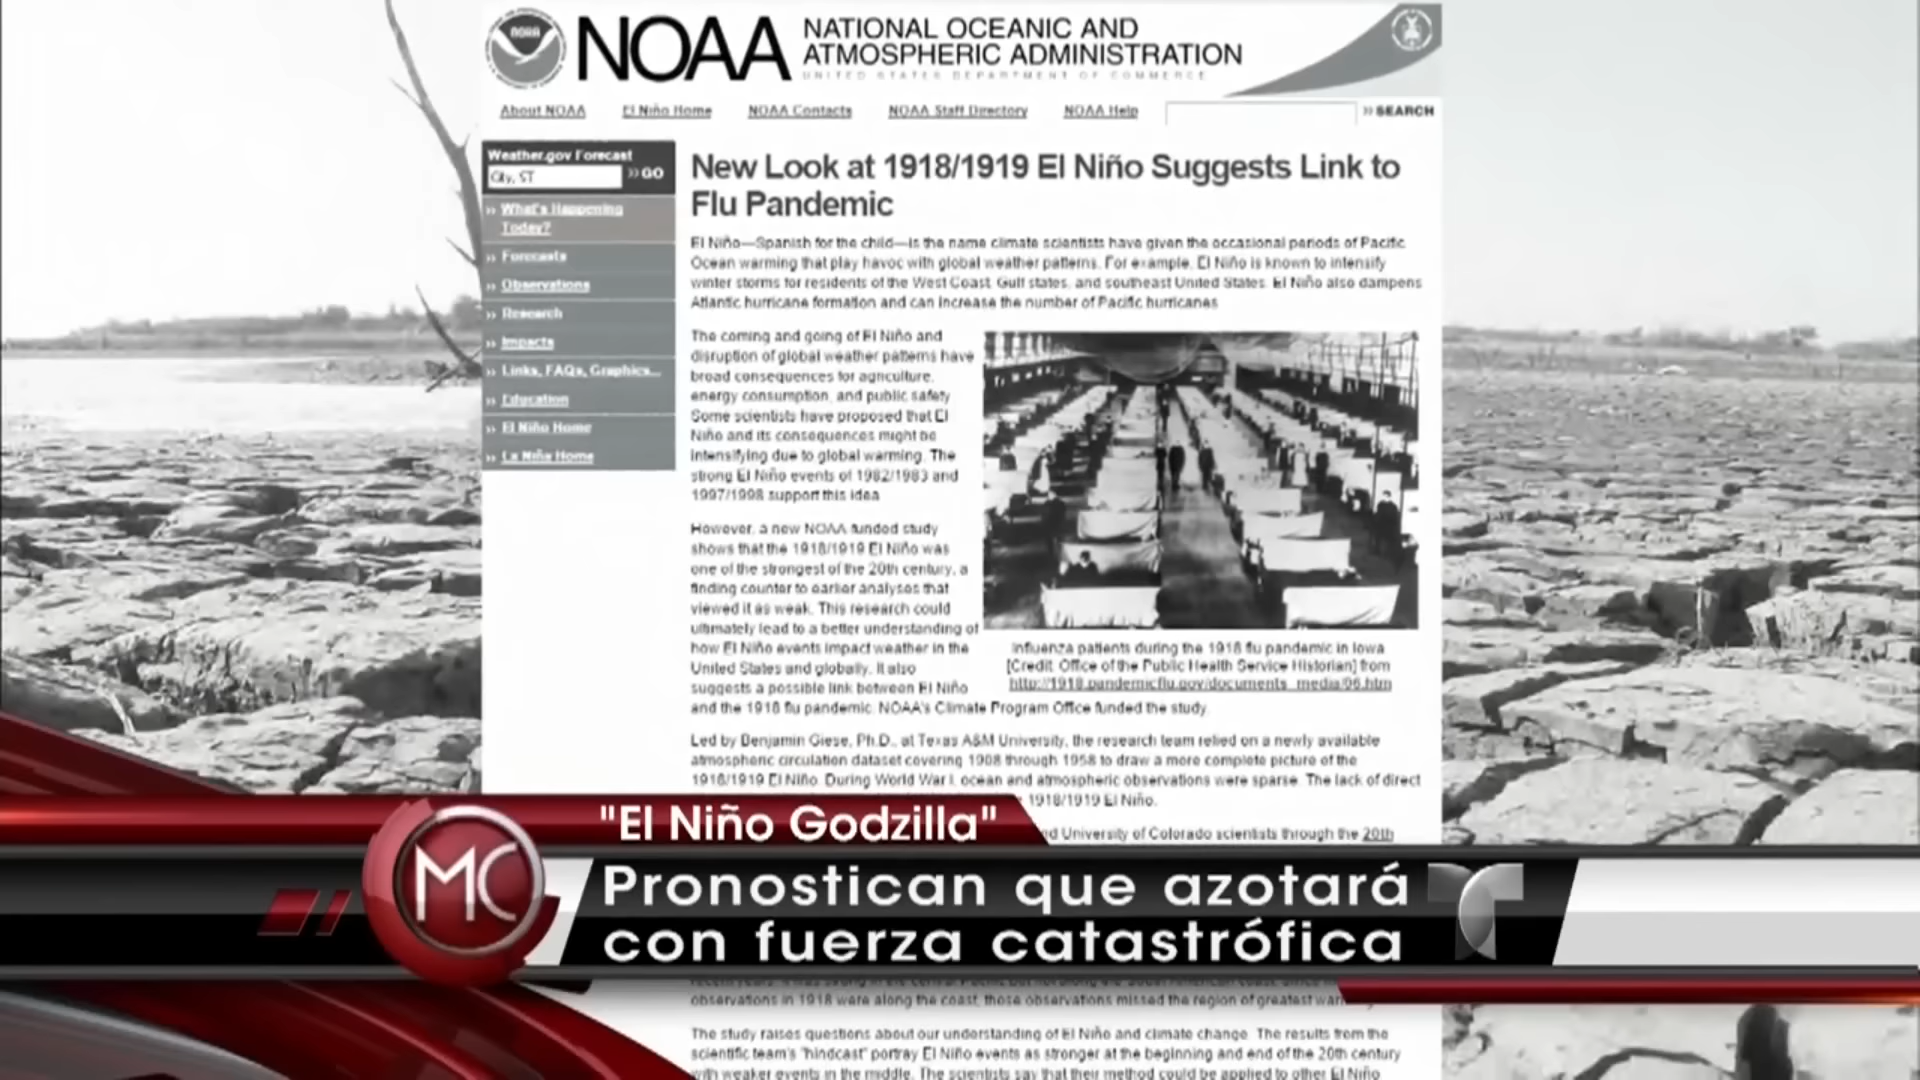 NOAA
NOAA
NATIONAL OCEANIC AND
ATMOSPHERIC ADMINISTRATION
UNITED STATES DEPARTMENT OF COMMERCE
About NOAA El Niño Home NOAA Contacts NOAA Staff Directory NOAA Help » SEARCH
Weather.gov Forecast
City, ST » GO
» What's Happening
Today?
» Forecasts
» Observations
» Research
» Impacts
» Links, FAQs, Graphics...
» Education
» El Niño Home
» La Niña Home
New Look at 1918/1919 El Niño Suggests Link to
Flu Pandemic
El Niño—Spanish for the child—is the name climate scientists have given the occasional periods of Pacific
Ocean warming that play havoc with global weather patterns. For example, El Niño is known to intensify
winter storms for residents of the West Coast, Gulf states, and southeast United States. El Niño also dampens
Atlantic hurricane formation and can increase the number of Pacific hurricanes
The coming and going of El Niño and
disruption of global weather patterns have
broad consequences for agriculture,
energy consumption, and public safety
Some scientists have proposed that El
Niño and its consequences might be
intensifying due to global warming. The
strong El Niño events of 1982/1983 and
1997/1998 support this idea
However, a new NOAA funded study
shows that the 1918/1919 El Niño was
one of the strongest of the 20th century, a
finding counter to earlier analyses that
viewed it as weak. This research could
ultimately lead to a better understanding of
how El Niño events impact weather in the
United States and globally. It also
suggests a possible link between El Niño
and the 1918 flu pandemic. NOAA's Climate Program Office funded the study.
Influenza patients during the 1918 flu pandemic in Iowa
[Credit: Office of the Public Health Service Historian] from
http://1918.pandemicflu.gov/documents_media/06.htm
Led by Benjamin Giese, Ph.D., at Texas A&M University, the research team relied on a newly available
atmospheric circulation dataset covering 1908 through 1958 to draw a more complete picture of the
1918/1919 El Niño. During World War I, ocean and atmospheric observations were sparse. The lack of direct
1918/1919 El Niño.
University of Colorado scientists through the 20th
"El Niño Godzilla"
MC
Pronostican que azotará
con fuerza catastrófica
observations in 1918 were along the coast, those observations missed the region of greatest
The study raises questions about our understanding of El Niño and climate change. The results from the
scientific team's "hindcast" portray El Niño events as stronger at the beginning and end of the 20th century
with weaker events in the middle. The scientists say that their method could be applied to other El Niño